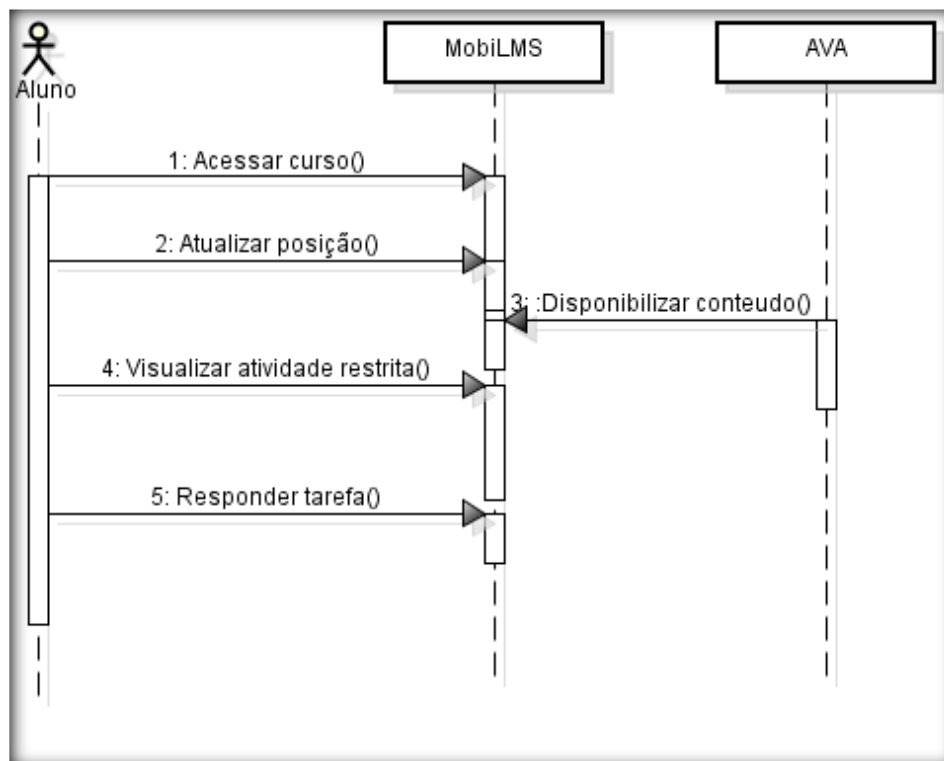 MobiLMS
AVA
Aluno
1: Acessar curso()
2: Atualizar posição()
3: :Disponibilizar conteudo()
4: Visualizar atividade restrita()
5: Responder tarefa()